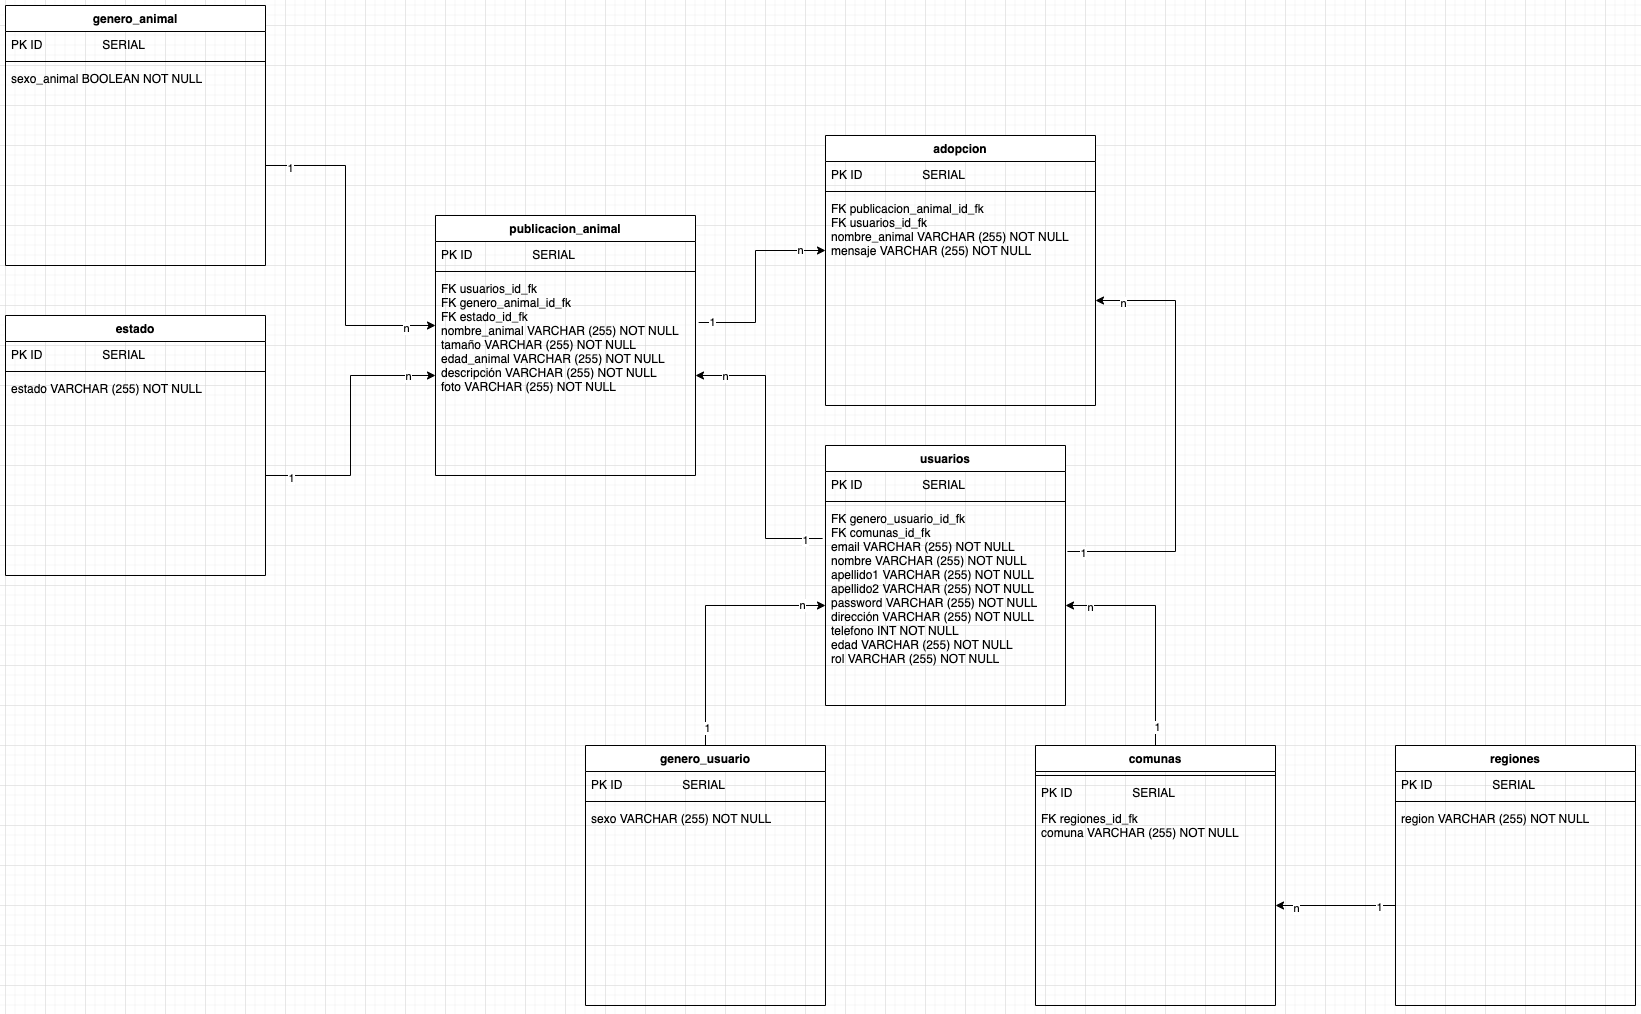 genero_animal
PK ID SERIAL
sexo_animal BOOLEAN NOT NULL
1
n
estado
PK ID SERIAL
estado VARCHAR (255) NOT NULL
1
n
publicacion_animal
PK ID SERIAL
FK usuarios_id_fk
FK genero_animal_id_fk
FK estado_id_fk
nombre_animal VARCHAR (255) NOT NULL
tamaño VARCHAR (255) NOT NULL
edad_animal VARCHAR (255) NOT NULL
descripción VARCHAR (255) NOT NULL
foto VARCHAR (255) NOT NULL
1
n
n
1
adopcion
PK ID SERIAL
FK publicacion_animal_id_fk
FK usuarios_id_fk
nombre_animal VARCHAR (255) NOT NULL
mensaje VARCHAR (255) NOT NULL
n
1
usuarios
PK ID SERIAL
FK genero_usuario_id_fk
FK comunas_id_fk
email VARCHAR (255) NOT NULL
nombre VARCHAR (255) NOT NULL
apellido1 VARCHAR (255) NOT NULL
apellido2 VARCHAR (255) NOT NULL
password VARCHAR (255) NOT NULL
dirección VARCHAR (255) NOT NULL
telefono INT NOT NULL
edad VARCHAR (255) NOT NULL
rol VARCHAR (255) NOT NULL
n
1
n
1
genero_usuario
PK ID SERIAL
sexo VARCHAR (255) NOT NULL
comunas
PK ID SERIAL
FK regiones_id_fk
comuna VARCHAR (255) NOT NULL
n
1
regiones
PK ID SERIAL
region VARCHAR (255) NOT NULL